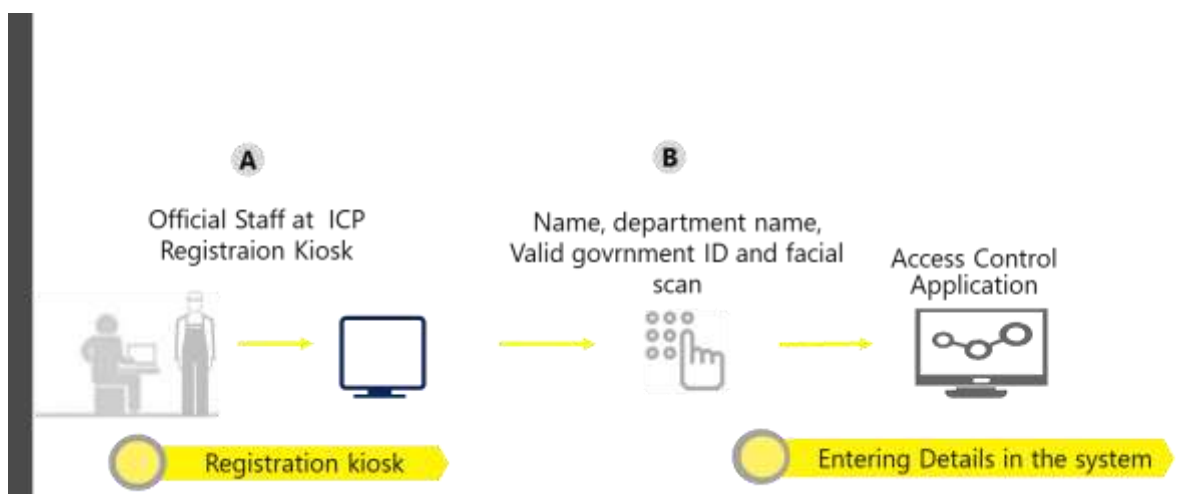 A
B
Official Staff at ICP
Registraion Kiosk
Name, department name,
Valid govrnment ID and facial
scan
Access Control
Application
Registration kiosk
Entering Details in the system